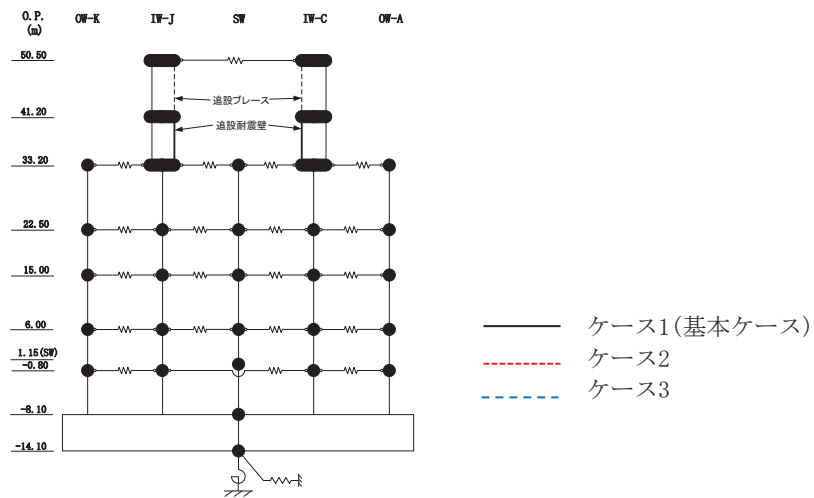 O.P.
(m)
OW-K IW-J SW IW-C OW-A
50.50
追設ブレース
41.20
追設耐震壁
33.20
22.50
15.00
6.00
1.15(SW)
-0.80
-8.10
-14.10
ケース1(基本ケース)
ケース2
ケース3